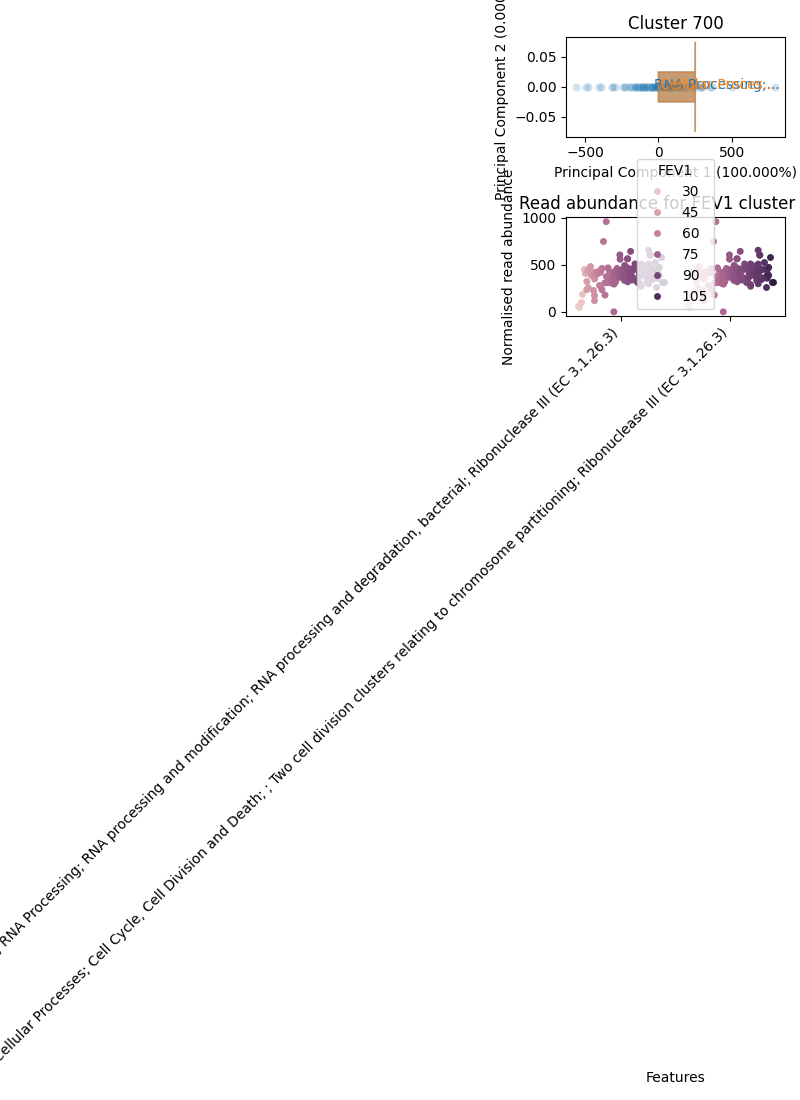 Cluster 700
Principal Component 2 (0.000
0.05
0.00
−0.05
RNA Processing;...
−500
0
500
Principal Component 1 (100.000%)
Read abundance for FEV1 cluster
Normalised read abundance
1000
500
0
FEV1
30
45
60
75
90
105
; RNA Processing; RNA processing and modification; RNA processing and degradation, bacterial; Ribonuclease III (EC 3.1.26.3)
Cellular Processes; Cell Cycle, Cell Division and Death; ; Two cell division clusters relating to chromosome partitioning; Ribonuclease III (EC 3.1.26.3)
Features